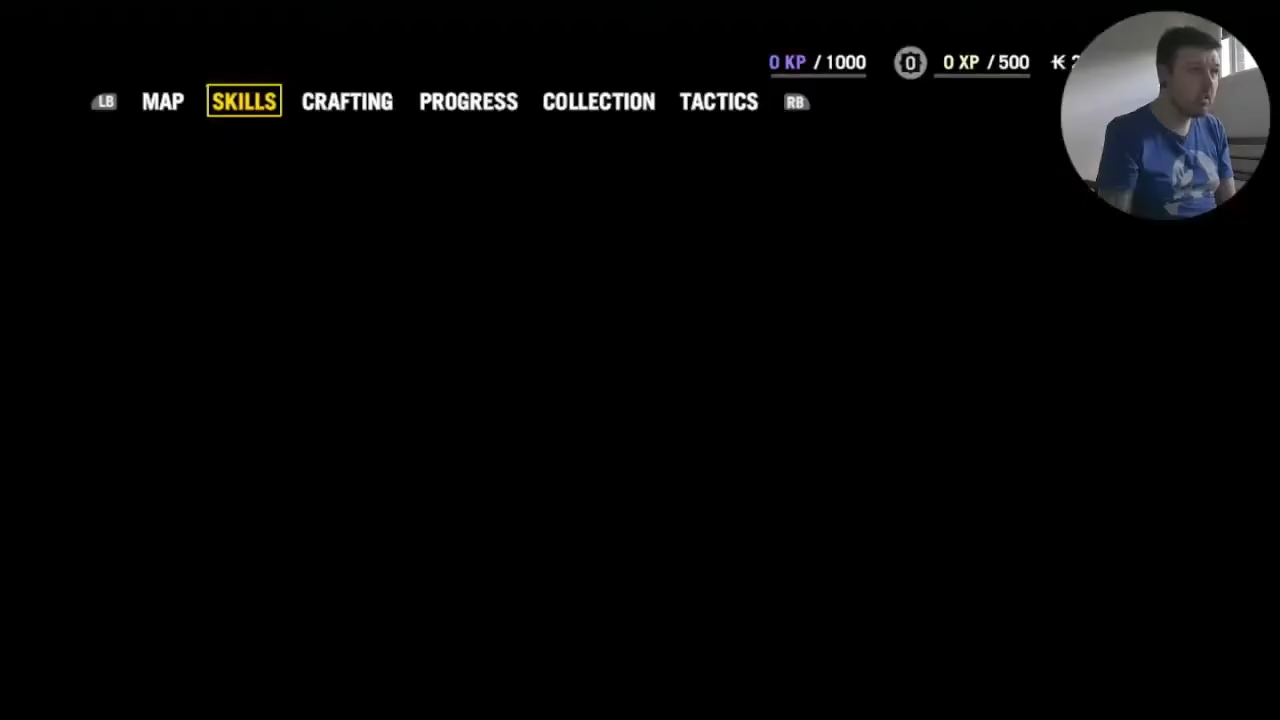 0 KP / 1000 0 0 XP / 500
LB MAP SKILLS CRAFTING PROGRESS COLLECTION TACTICS RB